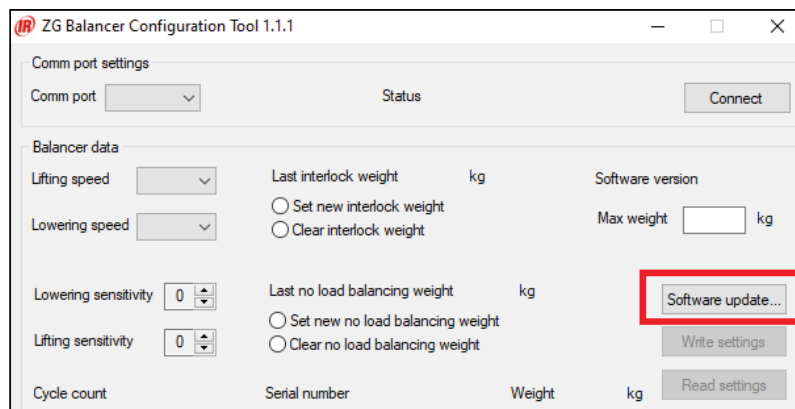 IR ZG Balancer Configuration Tool 1.1.1
Comm port settings
Comm port Status Connect
Balancer data
Lifting speed Last interlock weight kg Software version
Set new interlock weight
Lowering speed Clear interlock weight Max weight kg
Lowering sensitivity 0 Last no load balancing weight kg Software update...
Set new no load balancing weight
Lifting sensitivity 0 Clear no load balancing weight Write settings
Cycle count Serial number Weight kg Read settings